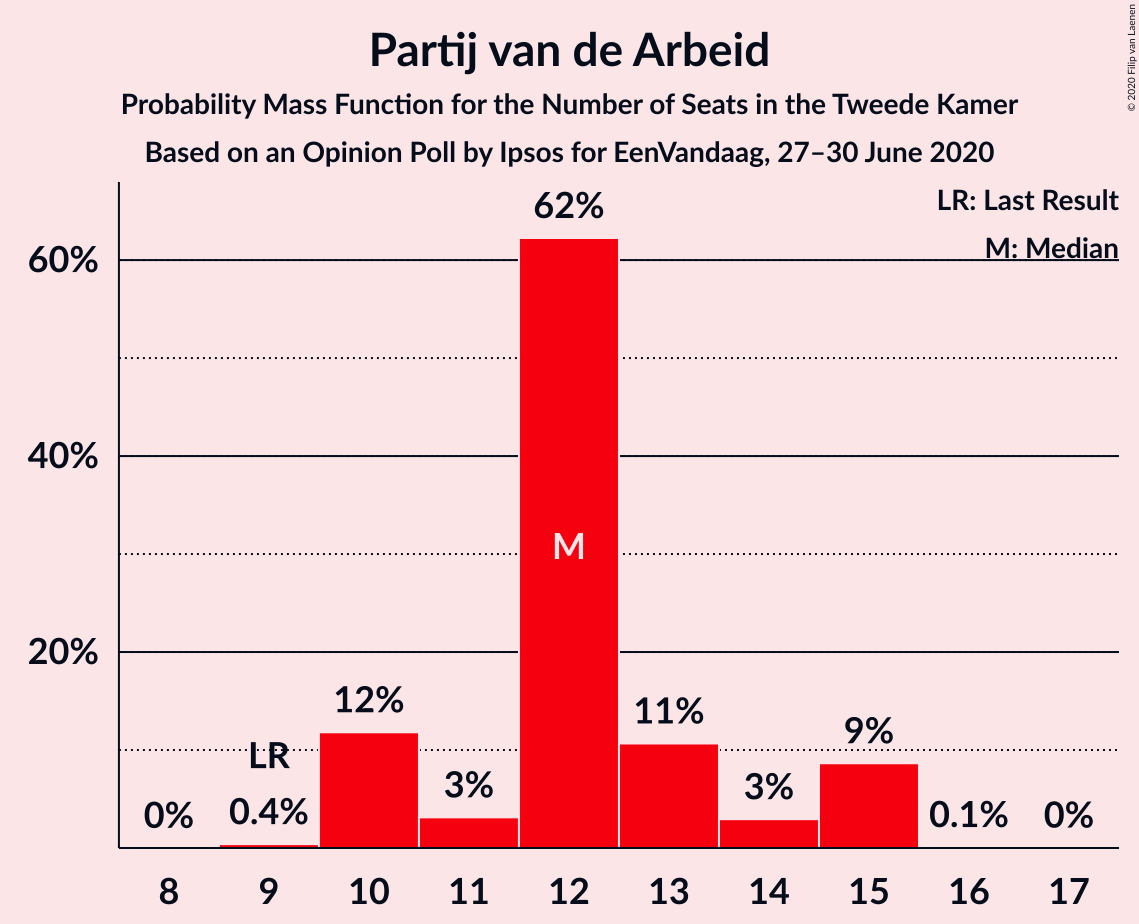 Partij van de Arbeid
Probability Mass Function for the Number of Seats in the Tweede Kamer
Based on an Opinion Poll by Ipsos for EenVandaag, 27–30 June 2020
© 2020 Filip van Laenen
LR: Last Result
M: Median
60%
40%
20%
0%
LR
0.4%
12%
3%
62%
M
11%
3%
9%
0.1%
0%
8 9 10 11 12 13 14 15 16 17